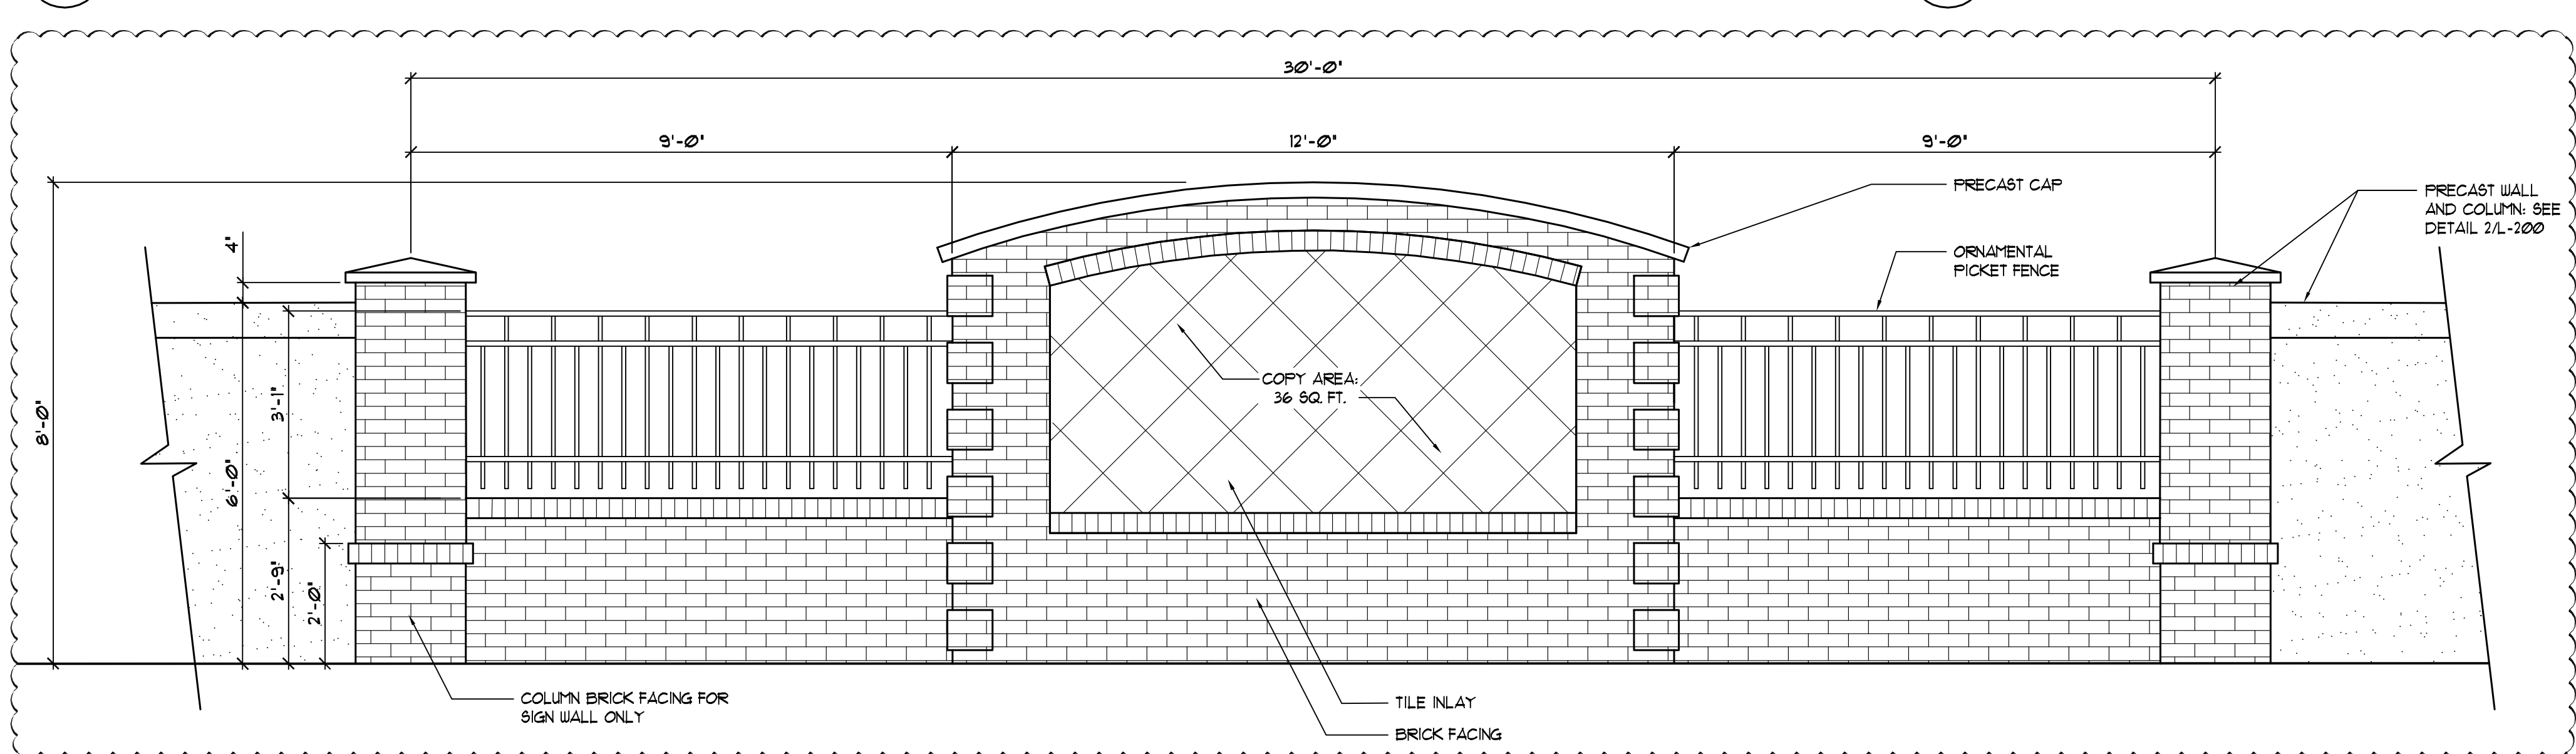 30'-0"
9'-0"
12'-0"
9'-0"
PRECAST CAP
PRECAST WALL
AND COLUMN: SEE
DETAIL 2/L-200
ORNAMENTAL
PICKET FENCE
4"
8'-0"
6'-0"
3'-1"
2'-9"
2'-0"
COPY AREA:
36 SQ. FT.
COLUMN BRICK FACING FOR
SIGN WALL ONLY
TILE INLAY
BRICK FACING